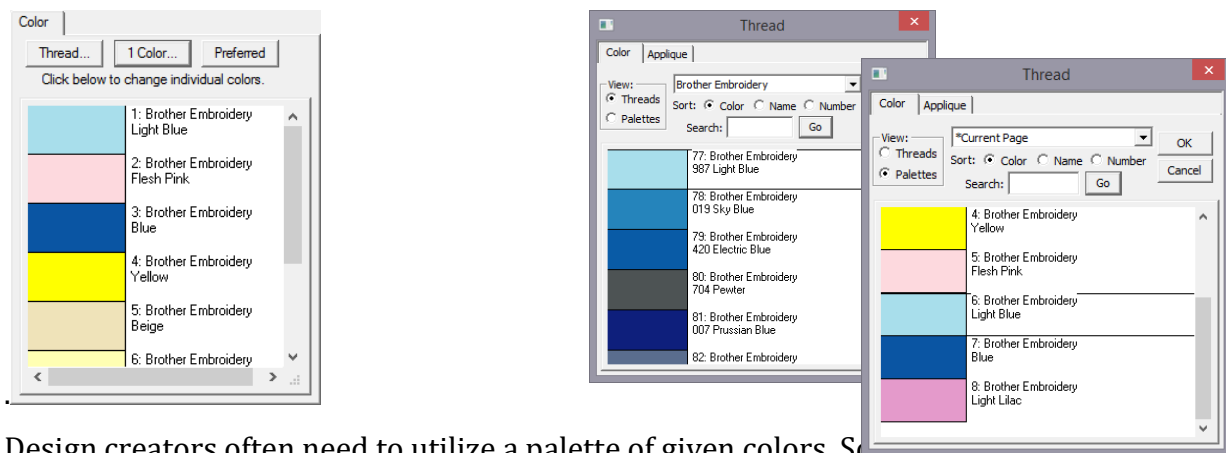 Color
Thread...
1 Color...
Preferred
Click below to change individual colors.
1: Brother Embroidery
Light Blue
2: Brother Embroidery
Flesh Pink
3: Brother Embroidery
Blue
4: Brother Embroidery
Yellow
5: Brother Embroidery
Beige
6: Brother Embroidery
.
Thread
Color
Applique
View:
Threads
Palettes
Brother Embroidery
Sort:
Color
Name
Number
Search:
Go
77: Brother Embroidery
987 Light Blue
78: Brother Embroidery
019 Sky Blue
79: Brother Embroidery
420 Electric Blue
80: Brother Embroidery
704 Pewter
81: Brother Embroidery
007 Prussian Blue
82: Brother Embroidery
Thread
Color
Applique
View:
Threads
Palettes
*Current Page
OK
Sort:
Color
Name
Number
Cancel
Search:
Go
4: Brother Embroidery
Yellow
5: Brother Embroidery
Flesh Pink
6: Brother Embroidery
Light Blue
7: Brother Embroidery
Blue
8: Brother Embroidery
Light Lilac
Design creators often need to utilize a palette of given colors.